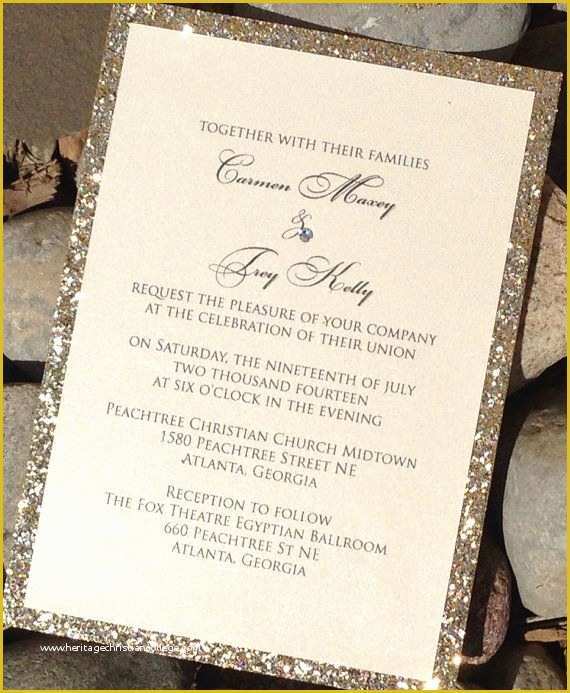 TOGETHER WITH THEIR FAMILIES
Carmen Maxey
&
Trey Kelly
REQUEST THE PLEASURE OF YOUR COMPANY
AT THE CELEBRATION OF THEIR UNION
ON SATURDAY, THE NINETEENTH OF JULY
TWO THOUSAND FOURTEEN
AT SIX O'CLOCK IN THE EVENING
PEACHTREE CHRISTIAN CHURCH MIDTOWN
1580 PEACHTREE STREET NE
ATLANTA, GEORGIA
RECEPTION TO FOLLOW
THE FOX THEATRE EGYPTIAN BALLROOM
660 PEACHTREE ST NE
ATLANTA, GEORGIA
www.heritagechristiancollege.com